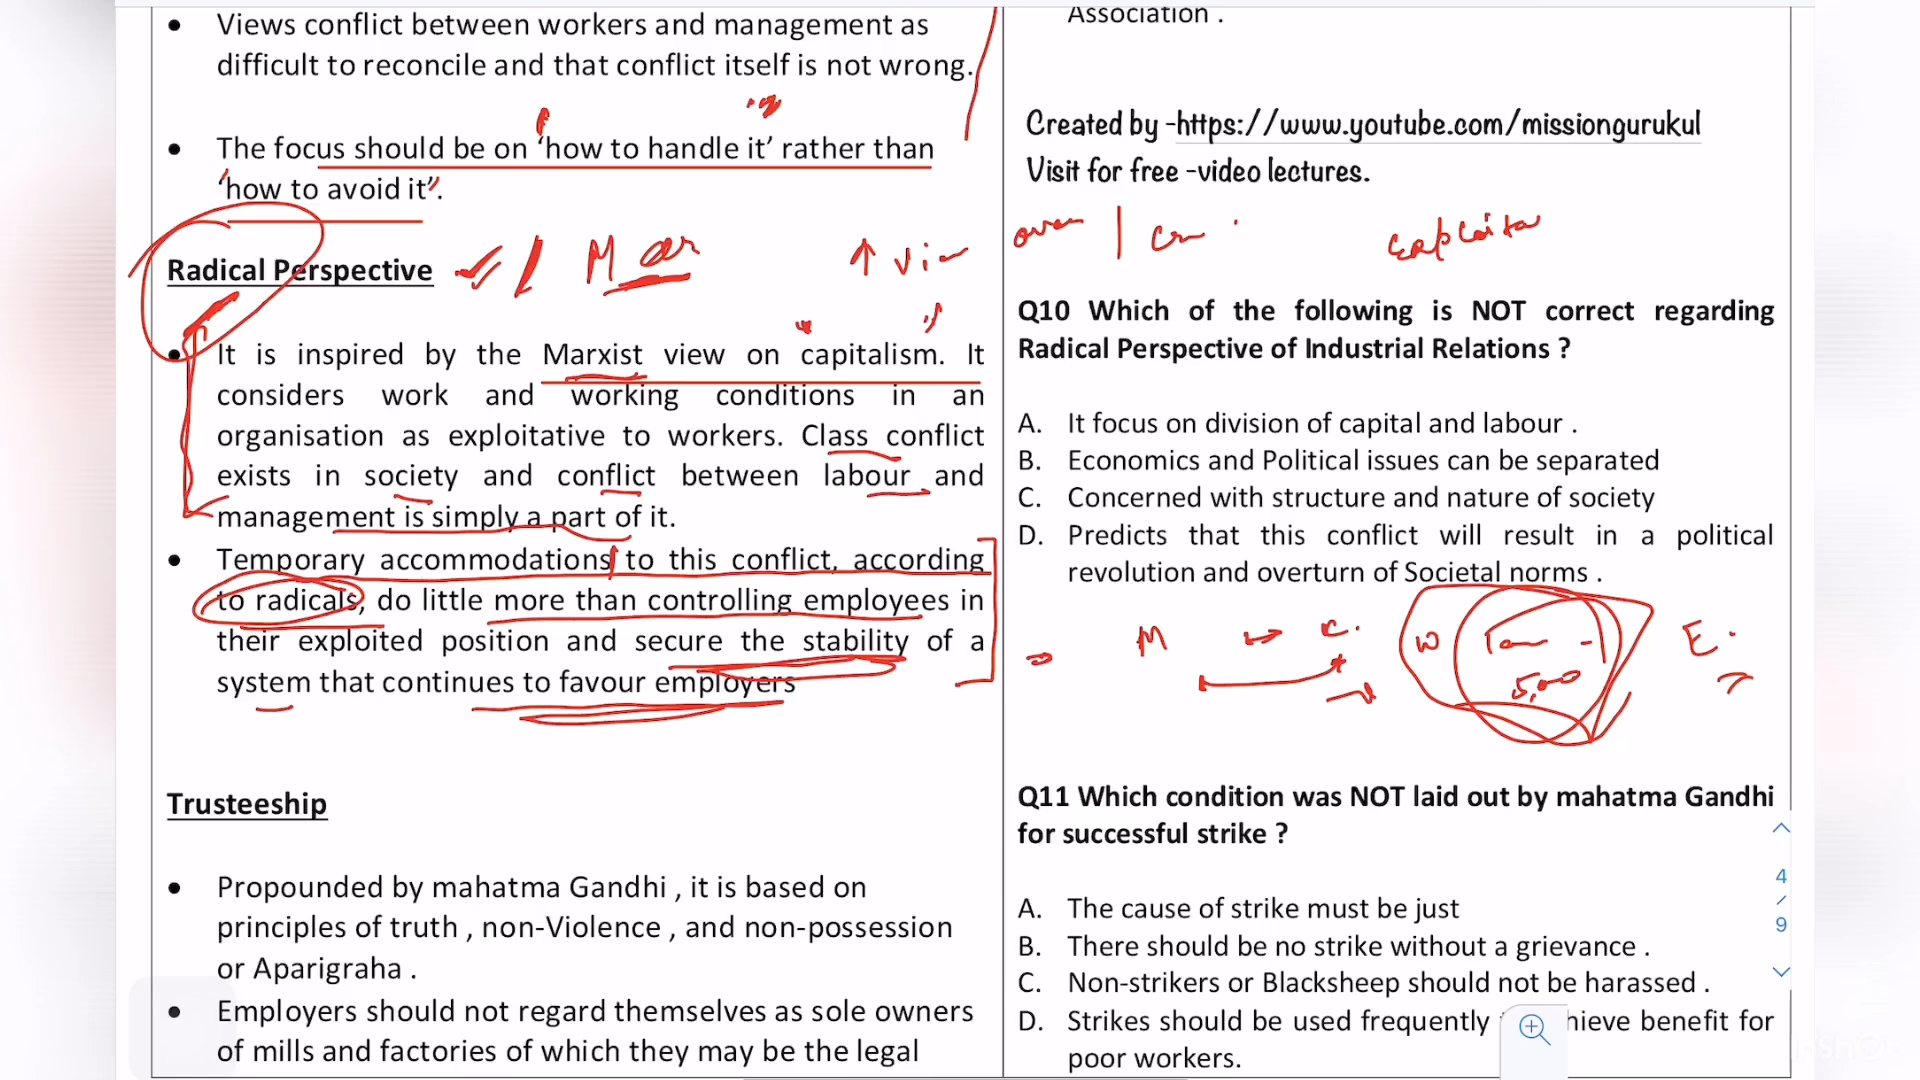 Views conflict between workers and management as
difficult to reconcile and that conflict itself is not wrong.
The focus should be on ‘how to handle it’ rather than
‘how to avoid it”.
Radical Perspective
M
It is inspired by the Marxist view on capitalism. It
considers work and working conditions in an
organisation as exploitative to workers. Class conflict
exists in society and conflict between labour and
management is simply a part of it.
Temporary accommodations to this conflict, according
to radicals, do little more than controlling employees in
their exploited position and secure the stability of a
system that continues to favour employers
Trusteeship
Propounded by mahatma Gandhi , it is based on
principles of truth , non-Violence , and non-possession
or Aparigraha .
Employers should not regard themselves as sole owners
of mills and factories of which they may be the legal
Association .
Created by -https://www.youtube.com/missiongurukul
Visit for free -video lectures.
Q10 Which of the following is NOT correct regarding
Radical Perspective of Industrial Relations ?
A. It focus on division of capital and labour .
B. Economics and Political issues can be separated
C. Concerned with structure and nature of society
D. Predicts that this conflict will result in a political
revolution and overturn of Societal norms .
M C. W E.
Q11 Which condition was NOT laid out by mahatma Gandhi
for successful strike ?
A. The cause of strike must be just
B. There should be no strike without a grievance .
C. Non-strikers or Blacksheep should not be harassed .
D. Strikes should be used frequently hieve benefit for
poor workers.
4
/
9